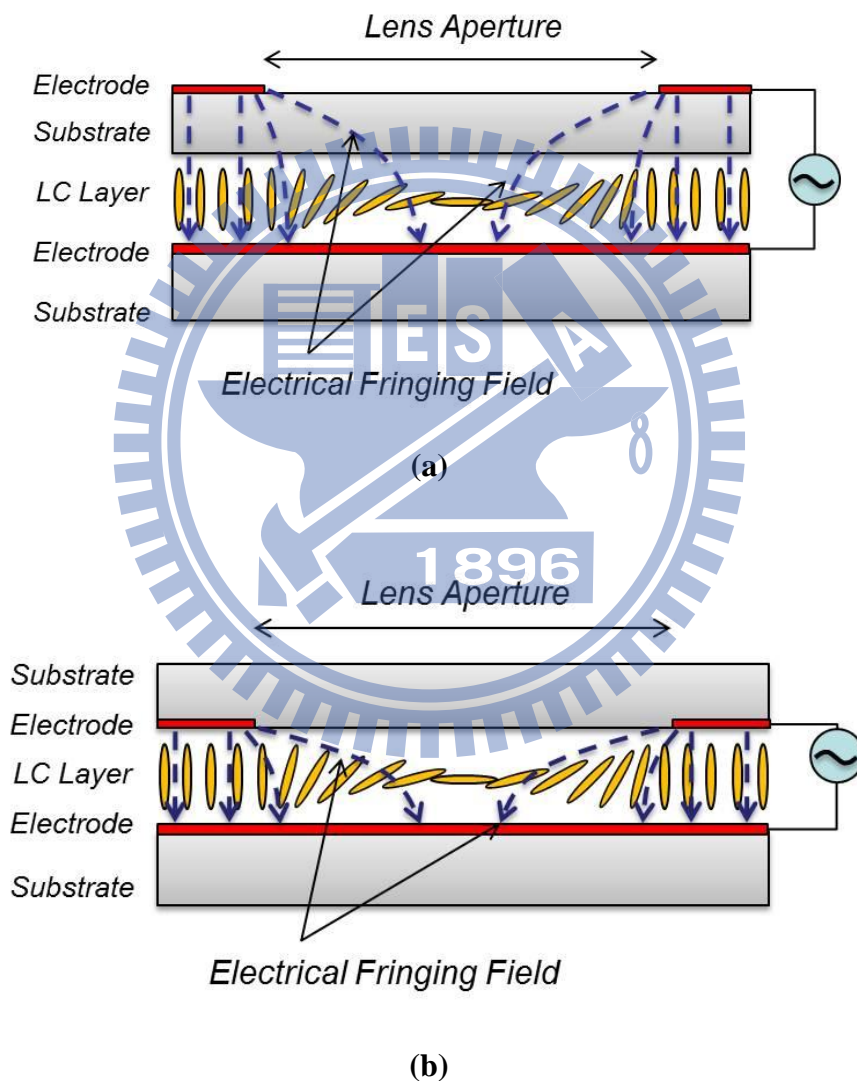 Lens Aperture
Electrode
Substrate
LC Layer
Electrode
Substrate
E S A
Electrical Fringing Field
8
(a)
1896
Lens Aperture
Substrate
Electrode
LC Layer
Electrode
Substrate
Electrical Fringing Field
(b)